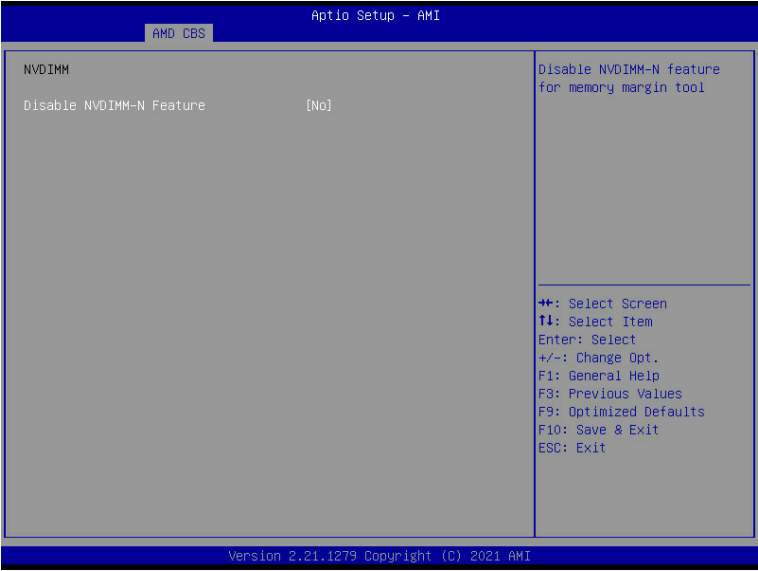 Aptio Setup – AMI
AMD CBS
NVDIMM
Disable NVDIMM-N Feature [No]
Disable NVDIMM-N feature
for memory margin tool
→←: Select Screen
↑↓: Select Item
Enter: Select
+/-: Change Opt.
F1: General Help
F3: Previous Values
F9: Optimized Defaults
F10: Save & Exit
ESC: Exit
Version 2.21.1279 Copyright (C) 2021 AMI